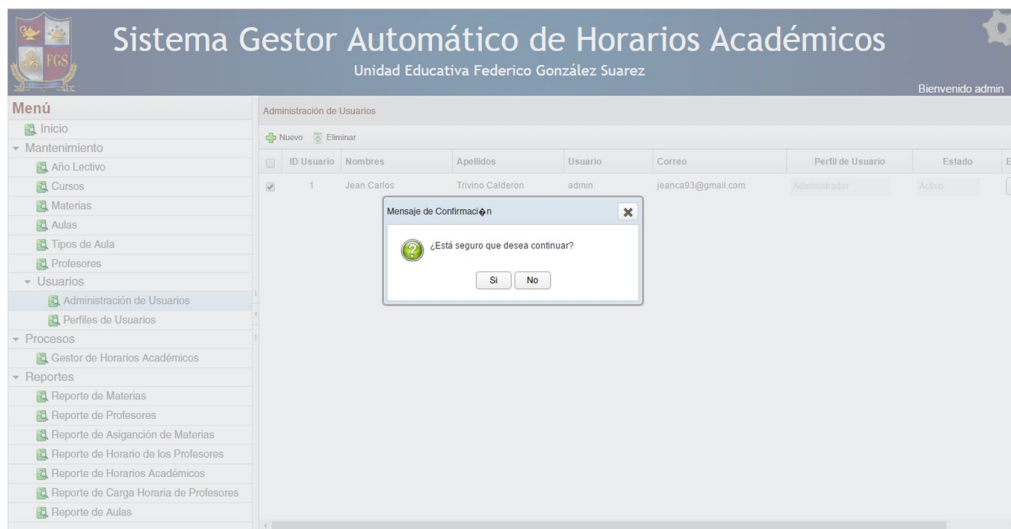 FGS
Sistema Gestor Automático de Horarios Académicos
Unidad Educativa Federico González Suarez
Bienvenido admin
Menú
Inicio
Mantenimiento
Año Lectivo
Cursos
Materias
Aulas
Tipos de Aula
Profesores
Usuarios
Administración de Usuarios
Perfiles de Usuarios
Procesos
Gestor de Horarios Académicos
Reportes
Reporte de Materias
Reporte de Profesores
Reporte de Asiganción de Materias
Reporte de Horario de los Profesores
Reporte de Horarios Académicos
Reporte de Carga Horaria de Profesores
Reporte de Aulas
Administración de Usuarios
Nuevo Eliminar
ID Usuario Nombres Apellidos Usuario Correo Perfil de Usuario Estado E
1 Jean Carlos Trivino Calderon admin jeanca93@gmail.com Administrador Activo
Mensaje de Confirmaci�n
¿Está seguro que desea continuar?
Si No